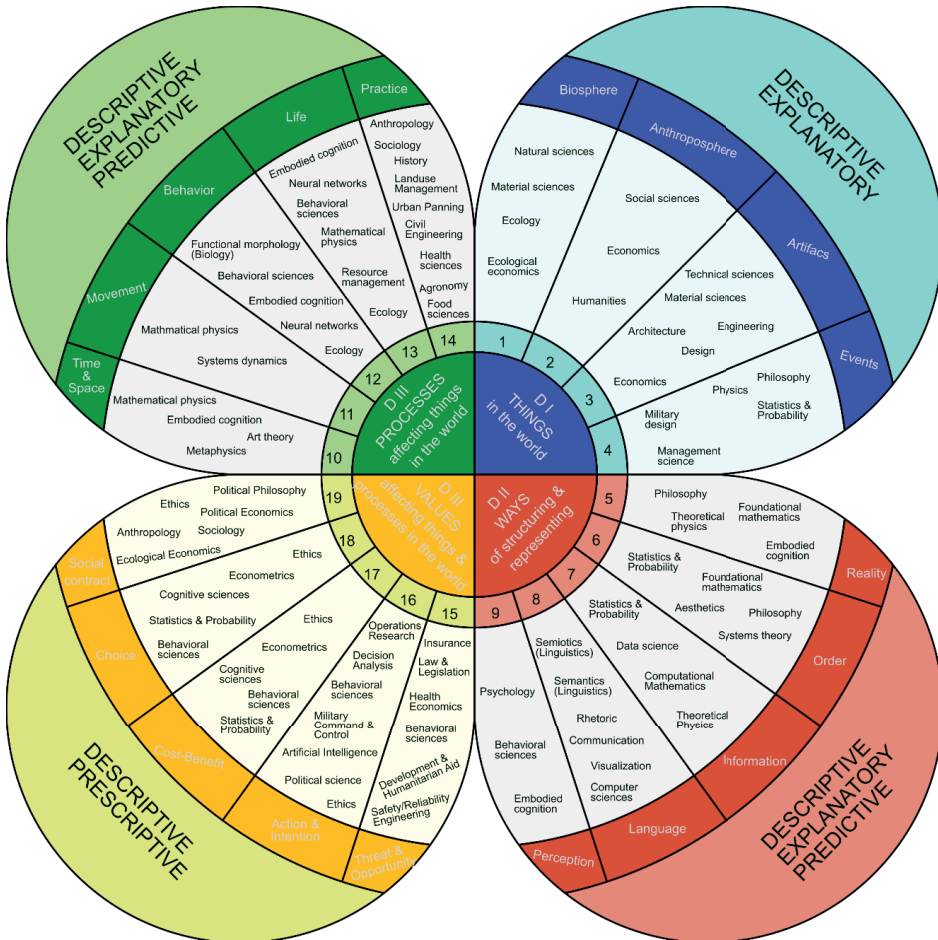 DESCRIPTIVE
EXPLANATORY
PREDICTIVE
Time &
Space
Movement
Behavior
Life
Practice
Anthropology
Sociology
History
Landuse
Management
Urban Panning
Civil
Engineering
Health
sciences
Agronomy
Food
sciences
14
Embodied cognition
Neural networks
Behavioral
sciences
Mathematical
physics
Resource
management
Ecology
13
Functional morphology
(Biology)
Behavioral sciences
Embodied cognition
Neural networks
Ecology
12
Mathmatical physics
Systems dynamics
11
Mathematical physics
Embodied cognition
Art theory
Metaphysics
10
D III
PROCESSES
affecting things
in the world
DESCRIPTIVE
EXPLANATORY
Biosphere
Anthroposphere
Artifacs
Events
Natural sciences
Material sciences
Ecology
Ecological
economics
1
Social sciences
Economics
Humanities
2
Technical sciences
Material sciences
Architecture
Engineering
Design
Economics
3
Philosophy
Physics
Statistics &
Probability
Military
design
Management
science
4
D I
THINGS
in the world
D II
WAYS
of structuring &
representing
5
Philosophy
Foundational
mathematics
Theoretical
physics
Embodied
cognition
Reality
6
Statistics &
Probability
Foundational
mathematics
Aesthetics
Philosophy
Systems theory
Order
7
Statistics &
Probability
Data science
Computational
Mathematics
Theoretical
Physics
Information
8
Semiotics
(Linguistics)
Semantics
(Linguistics)
Rhetoric
Communication
Visualization
Computer
sciences
Language
9
Psychology
Behavioral
sciences
Embodied
cognition
Perception
DESCRIPTIVE
EXPLANATORY
PREDICTIVE
D III
VALUES
affecting things &
processes in the world
19
Ethics
Political Philosophy
Political Economics
Anthropology
Sociology
Ecological Economics
Social
contract
18
Ethics
Econometrics
Cognitive sciences
Statistics & Probability
Behavioral
sciences
Choice
17
Ethics
Econometrics
Cognitive
sciences
Behavioral
sciences
Statistics &
Probability
Cost-Benefit
16
Operations
Research
Decision
Analysis
Behavioral
sciences
Military
Command &
Control
Artificial Intelligence
Political science
Ethics
Action &
Intention
15
Insurance
Law &
Legislation
Health
Economics
Behavioral
sciences
Development &
Humanitarian Aid
Safety/Reliability
Engineering
Threat &
Opportunity
DESCRIPTIVE
PRESCRIPTIVE